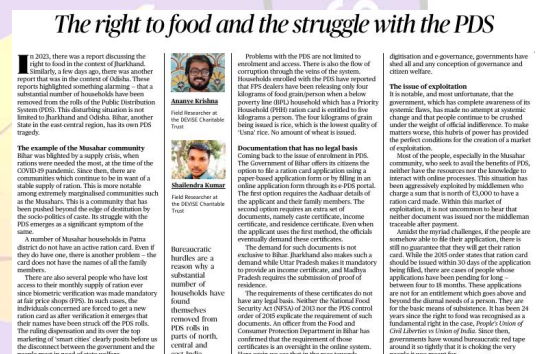 The right to food and the struggle with the PDS
In 2023, there was a report discussing the
right to food in the context of Jharkhand.
Similarly, a few days ago, there was another
report that was in the context of Odisha. These
reports highlighted something alarming – that a
substantial number of households have been
removed from the rolls of the Public Distribution
System (PDS). This disturbing situation is not
limited to Jharkhand and Odisha. Bihar, another
State in the east-central region, has its own PDS
tragedy.
The example of the Musahar community
Bihar was blighted by a supply crisis, when
rations were needed the most, at the time of the
COVID-19 pandemic. Since then, there are
communities which continue to be in want of a
stable supply of ration. This is more notable
among extremely marginalised communities such
as the Musahars. This is a community that has
been pushed beyond the edge of destitution by
the socio-politics of caste. Its struggle with the
PDS emerges as a significant symptom of the
same.
A number of Musahar households in Patna
district do not have an active ration card. Even if
they do have one, there is another problem – the
card does not have the names of all the family
members.
There are also several people who have lost
access to their monthly supply of ration ever
since biometric verification was made mandatory
at fair price shops (FPS). In such cases, the
individuals concerned are forced to get a new
ration card as after verification it emerges that
their names have been struck off the PDS rolls.
The ruling dispensation and its over the top
marketing of 'smart cities' clearly posits before us
the disconnect between the government and the
Ananye Krishna
Field Researcher at
the DEVISE Charitable
Trust
Shailendra Kumar
Field Researcher at
the DEVISE Charitable
Trust
Bureaucratic
hurdles are a
reason why a
substantial
number of
households have
found
themselves
removed from
PDS rolls in
parts of north,
central and
Problems with the PDS are not limited to
enrollment and access. There is also the flow of
corruption through the veins of the system.
Households enrolled with the PDS have reported
that FPS dealers have been releasing only four
kilograms of food grain/person when a below
poverty line (BPL) household which has a Priority
Household (PHH) ration card is entitled to five
kilograms a person. The four kilograms of grain
being issued is rice, which is the lowest quality of
'Usna' rice. No amount of wheat is issued.
Documentation that has no legal basis
Coming back to the issue of enrolment in PDS.
The Government of Bihar offers its citizens the
option to file a ration card application using a
paper-based application form or by filling in an
online application form through its e-PDS portal.
The first option requires the Aadhaar details of
the applicant and their family members. The
second option requires an extra set of
documents, namely caste certificate, income
certificate, and residence certificate. Even when
the applicant uses the first method, the officials
eventually demand these certificates.
The demand for such documents is not
exclusive to Bihar. Jharkhand also makes such a
demand while Uttar Pradesh makes it mandatory
to provide an income certificate, and Madhya
Pradesh requires the submission of proof of
residence.
The requirements of these certificates do not
have any legal basis. Neither the National Food
Security Act (NFSA) of 2013 nor the PDS control
order of 2015 explicate the requirement of such
documents. An officer from the Food and
Consumer Protection Department in Bihar has
confirmed that the requirement of those
certificates is an oversight in the online system.
digitisation and e-governance, governments have
shed all and any conception of governance and
citizen welfare.
The issue of exploitation
It is notable, and most unfortunate, that the
government, which has complete awareness of its
systemic flaws, has made no attempt at systemic
change and that people continue to be crushed
under the weight of official indifference. To make
matters worse, this hubris of power has provided
the perfect conditions for the creation of a market
of exploitation.
Most of the people, especially in the Musahar
community, who seek to avail the benefits of PDS,
neither have the resources nor the knowledge to
interact with online processes. This situation has
been aggressively exploited by middlemen who
charge a sum that is north of ₹3,000 to have a
ration card made. Within this market of
exploitation, it is not uncommon to hear that
neither document was issued nor the middleman
traceable after payment.
Amidst the myriad challenges, if the people are
somehow able to file their application, there is
still no guarantee that they will get their ration
card. While the 2015 order states that ration card
should be issued within 30 days of the application
being filled, there are cases of people whose
applications have been pending for long –
between four to 18 months. These applications
are not for an entitlement which goes above and
beyond the diurnal needs of a person. They are
for the basic means of subsistence. It has been 24
years since the right to food was recognised as a
fundamental right in the case, People's Union of
Civil Liberties vs Union of India. Since then,
governments have wound bureaucratic red tape
around it so tightly that it is choking the very